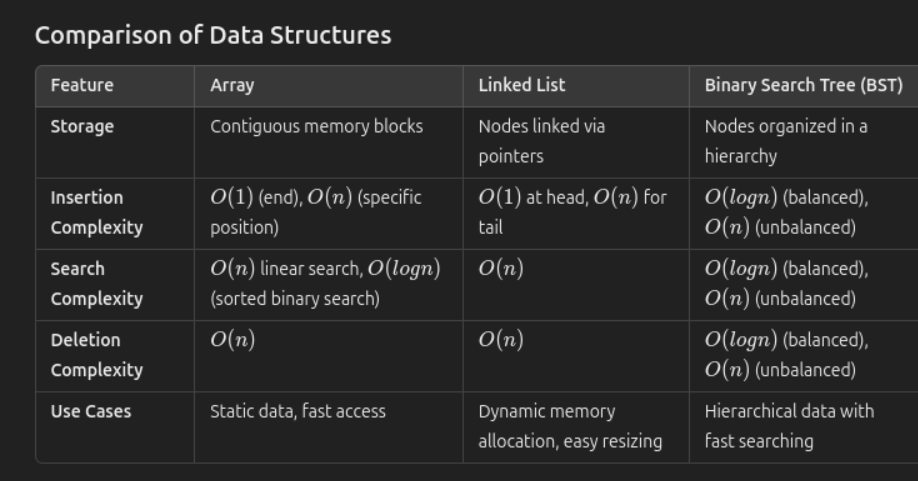 Comparison of Data Structures
Feature Array Linked List Binary Search Tree (BST)
Storage Contiguous memory blocks Nodes linked via pointers Nodes organized in a hierarchy
Insertion Complexity O(1) (end), O(n) (specific position) O(1) at head, O(n) for tail O(logn) (balanced), O(n) (unbalanced)
Search Complexity O(n) linear search, O(logn) (sorted binary search) O(n) O(logn) (balanced), O(n) (unbalanced)
Deletion Complexity O(n) O(n) O(logn) (balanced), O(n) (unbalanced)
Use Cases Static data, fast access Dynamic memory allocation, easy resizing Hierarchical data with fast searching